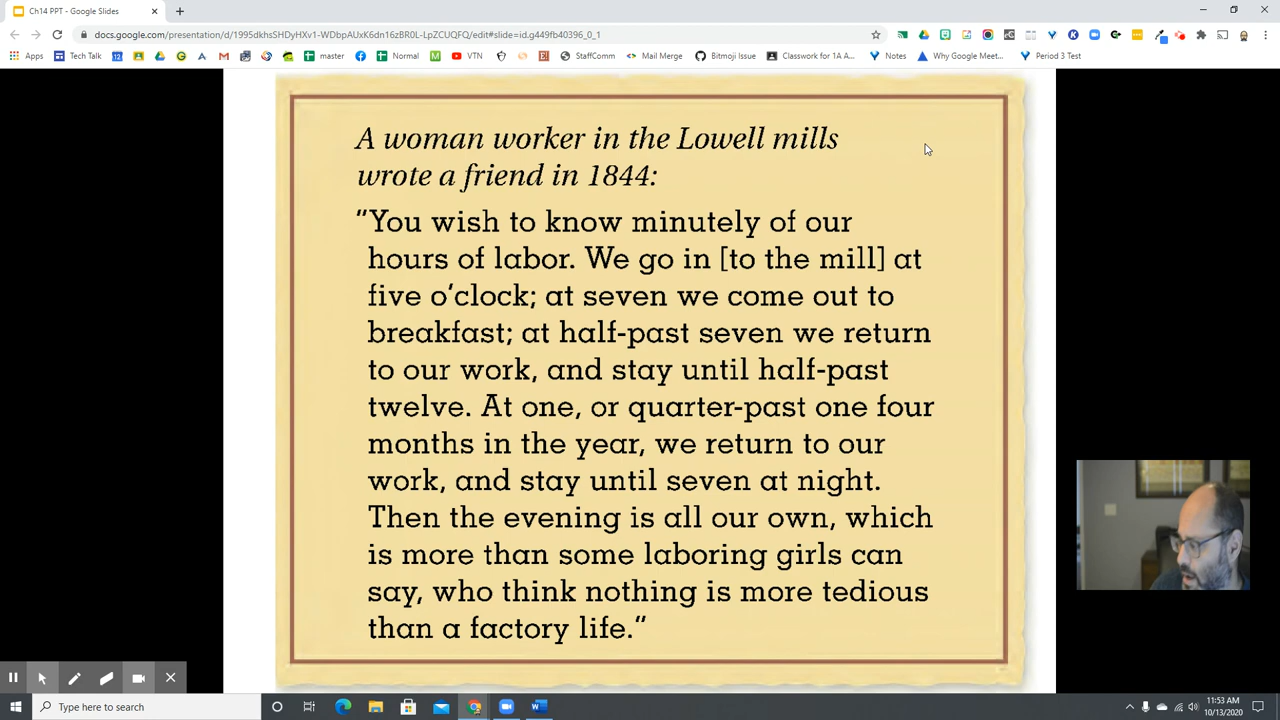 Ch14 PPT - Google Slides
docs.google.com/presentation/d/1995dkhsSHDyHXv1-WDbpAUxK6dn162bR0L-LpZCUQFQ/edit#slide=id.g449fb40396_0_1
Apps Tech Talk master Normal VTN StaffComm Mail Merge Bitmoji Issue Classwork for 1A A... Notes Why Google Meet... Period 3 Test
A woman worker in the Lowell mills
wrote a friend in 1844:
"You wish to know minutely of our
hours of labor. We go in [to the mill] at
five o'clock; at seven we come out to
breakfast; at half-past seven we return
to our work, and stay until half-past
twelve. At one, or quarter-past one four
months in the year, we return to our
work, and stay until seven at night.
Then the evening is all our own, which
is more than some laboring girls can
say, who think nothing is more tedious
than a factory life."
Type here to search
11:53 AM
10/13/2020